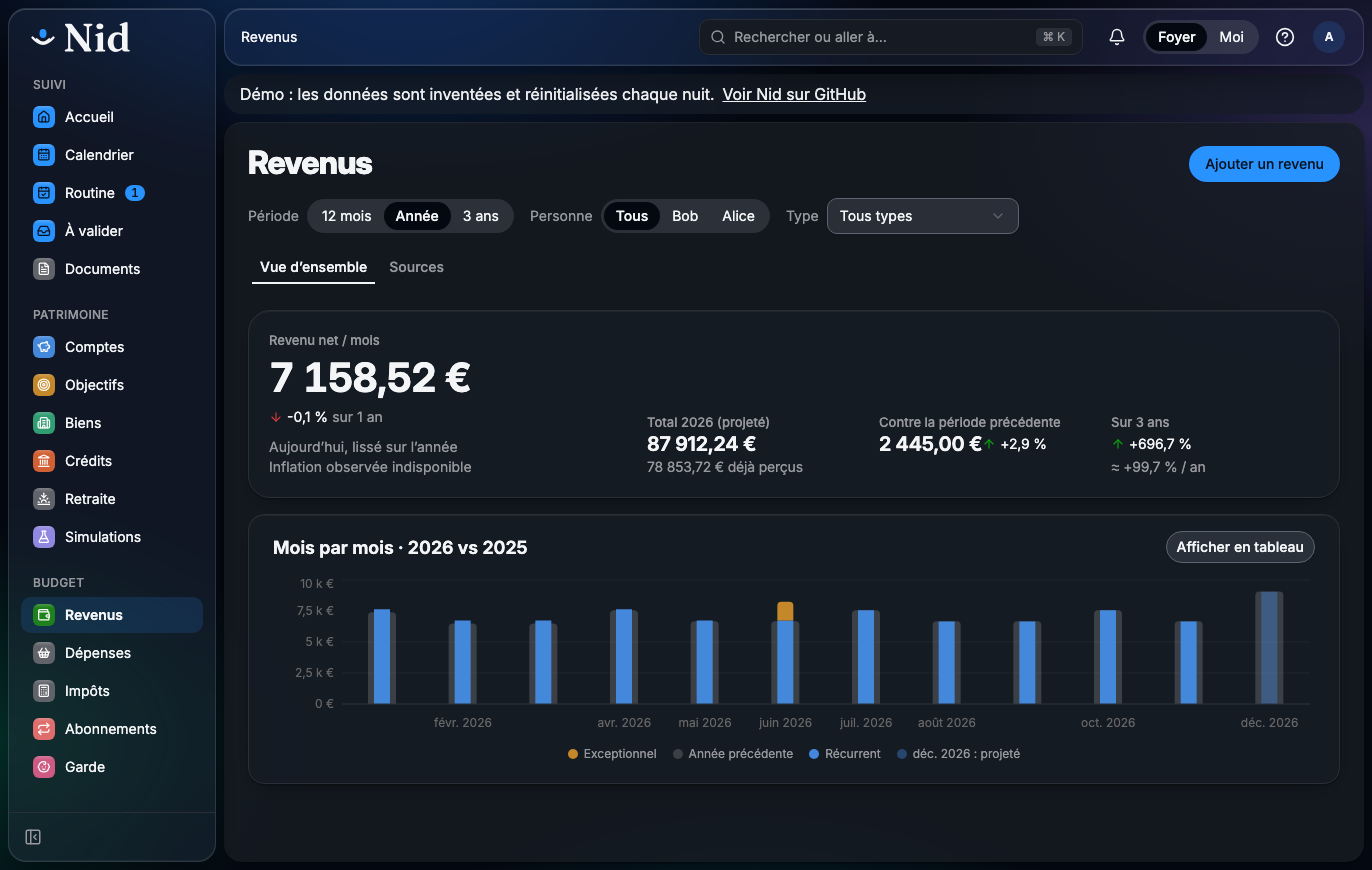 Nid
SUIVI
Accueil
Calendrier
Routine 1
À valider
Documents
PATRIMOINE
Comptes
Objectifs
Biens
Crédits
Retraite
Simulations
BUDGET
Revenus
Dépenses
Impôts
Abonnements
Garde
Revenus
Rechercher ou aller à...
⌘ K
Foyer Moi
A
Démo : les données sont inventées et réinitialisées chaque nuit. Voir Nid sur GitHub
Revenus
Ajouter un revenu
Période 12 mois Année 3 ans Personne Tous Bob Alice Type Tous types
Vue d’ensemble Sources
Revenu net / mois
7 158,52 €
-0,1 % sur 1 an
Aujourd’hui, lissé sur l’année
Inflation observée indisponible
Total 2026 (projeté)
87 912,24 €
78 853,72 € déjà perçus
Contre la période précédente
2 445,00 € +2,9 %
Sur 3 ans
+696,7 %
≈ +99,7 % / an
Mois par mois · 2026 vs 2025
Afficher en tableau
10 k €
7,5 k €
5 k €
2,5 k €
0 €
févr. 2026 avr. 2026 mai 2026 juin 2026 juil. 2026 août 2026 oct. 2026 déc. 2026
Exceptionnel Année précédente Récurrent déc. 2026 : projeté